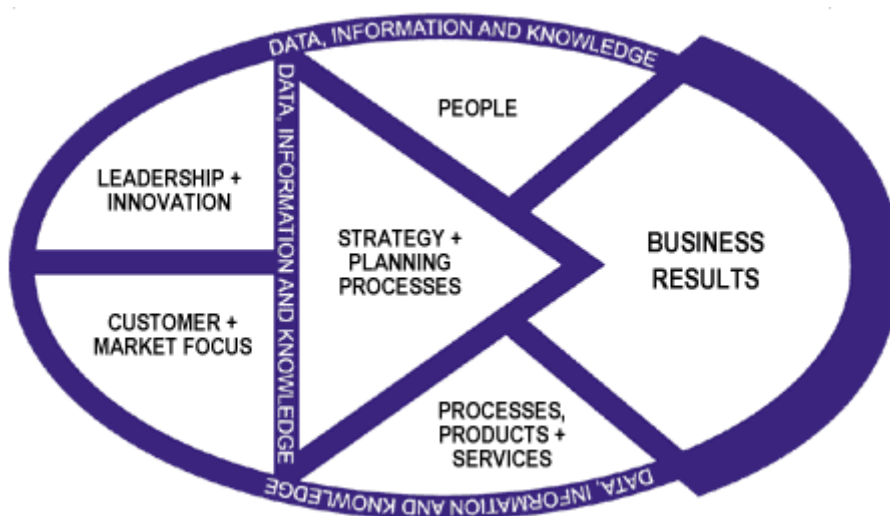 DATA, INFORMATION AND KNOWLEDGE
PEOPLE
DATA, INFORMATION AND KNOWLEDGE
LEADERSHIP +
INNOVATION
STRATEGY +
PLANNING
PROCESSES
BUSINESS
RESULTS
CUSTOMER +
MARKET FOCUS
PROCESSES,
PRODUCTS +
SERVICES
DATA, INFORMATION AND KNOWLEDGE